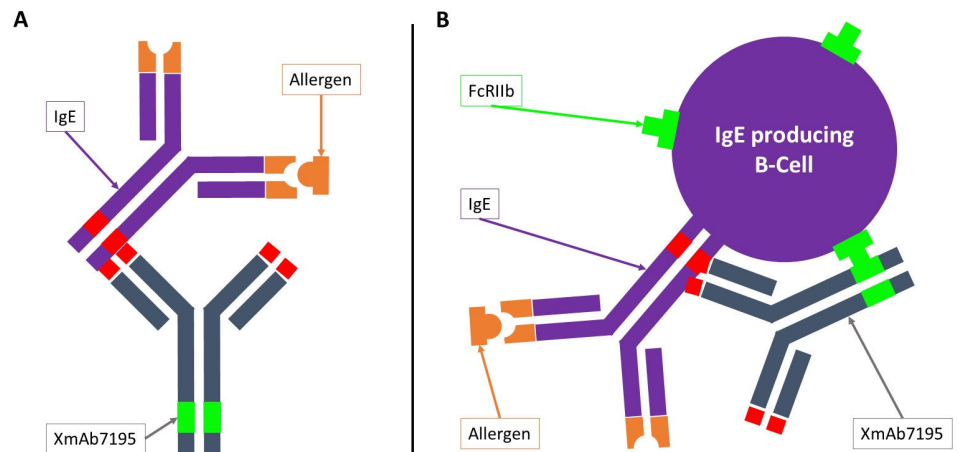 A
Allergen
IgE
XmAb7195
B
FcRIIb
IgE producing
B-Cell
IgE
Allergen
XmAb7195